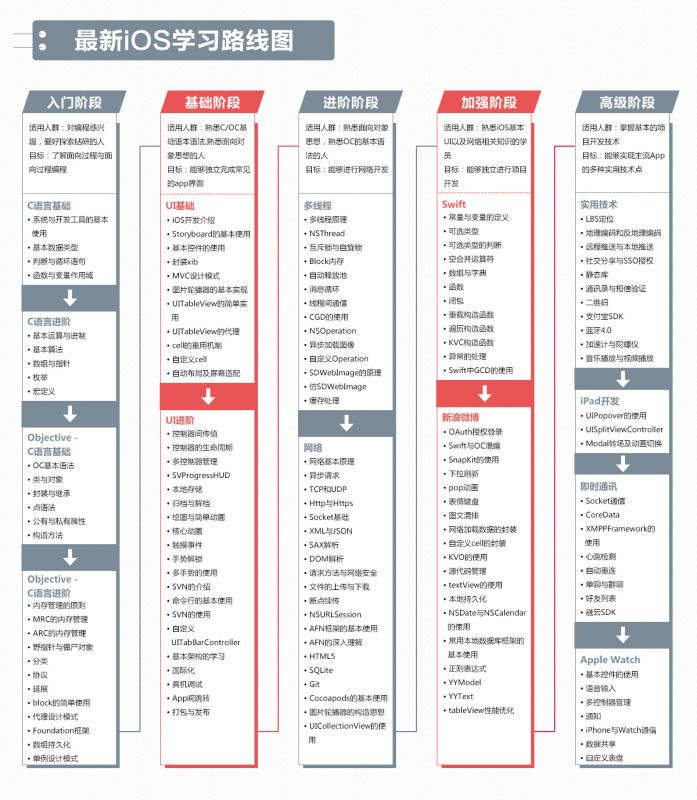 最新iOS学习路线图
入门阶段
适用人群：对编程感兴
趣，爱好探索钻研的人
目标：了解面向过程与面
向过程编程
C语言基础
• 系统与开发工具的基本
使用
• 基本数据类型
• 判断与循环语句
• 函数与变量作用域
C语言进阶
• 基本运算与进制
• 基本算法
• 数组与指针
• 枚举
• 宏定义
Objective -
C语言基础
• OC基本语法
• 类与对象
• 封装与继承
• 点语法
• 公有与私有属性
• 构造方法
Objective -
C语言进阶
• 内存管理的原则
• MRC的内存管理
• ARC的内存管理
• 野指针与僵尸对象
• 分类
• 协议
• 延展
• block的简单使用
• 代理设计模式
• Foundation框架
• 数组持久化
• 单例设计模式
基础阶段
适用人群：熟悉C/OC基
础语本语法,熟悉面向对
象思想的人
目标：能够独立完成常见
的app界面
UI基础
• iOS开发介绍
• Storyboard的基本使用
• 基本控件的使用
• 封装xib
• MVC设计模式
• 图片轮播器的基本实现
• UITableView的简单实
用
• UITableView的代理
• cell的重用机制
• 自定义cell
• 自动布局及屏幕适配
UI进阶
• 控制器间传值
• 控制器的生命周期
• 多控制器管理
• SVProgressHUD
• 本地存储
• 归档与解档
• 绘图与简单动画
• 核心动画
• 触摸事件
• 手势解锁
• 多手势的使用
• SVN的介绍
• 命令行的基本使用
• SVN的使用
• 自定义
UITabBarController
• 基本架构的学习
• 国际化
• 真机调试
• App间跳转
• 打包与发布
进阶阶段
适用人群：熟悉面向对象
思想，熟悉OC的基本语
法的人
目标：能够进行网络开发
多线程
• 多线程原理
• NSThread
• 互斥锁与自旋锁
• Block内存
• 自动释放池
• 消息循环
• 线程间通信
• CGD的使用
• NSOperation
• 异步加载图像
• 自定义Operation
• SDWebImage的原理
• 仿SDWebImage
• 缓存处理
网络
• 网络基本原理
• 异步请求
• TCP和UDP
• Http与Https
• Socket基础
• XML与JSON
• SAX解析
• DOM解析
• 请求方法与网络安全
• 文件的上传与下载
• 断点续传
• NSURLSession
• AFN框架的基本使用
• AFN的深入理解
• HTML5
• SQLite
• Git
• Cocoapods的基本使用
• 图片轮播器的构造思想
• UICollectionView的使
用
加强阶段
适用人群：熟悉iOS基本
UI以及网络相关知识的学
员
目标：能够独立进行项目
开发
Swift
• 常量与变量的定义
• 可选类型
• 可选类型的判断
• 空合并运算符
• 数组与字典
• 函数
• 闭包
• 重载构造函数
• 遍历构造函数
• KVC构造函数
• 异常的处理
• Swift中GCD的使用
新浪微博
• OAuth授权登录
• Swift与OC混编
• SnapKit的使用
• 下拉刷新
• pop动画
• 表情键盘
• 图文混排
• 网络加载数据的封装
• 自定义cell的封装
• KVO的使用
• 源代码管理
• textView的使用
• 本地持久化
• NSDate与NSCalendar
的使用
• 常用本地数据库框架的
基本使用
• 正则表达式
• YYModel
• YYText
• tableView性能优化
高级阶段
适用人群：掌握基本的项
目开发技术
目标：能够实现主流App
的多种实用技术点
实用技术
• LBS定位
• 地理编码和反地理编码
• 远程推送与本地推送
• 社交分享与SSO授权
• 静态库
• 通讯录与短信验证
• 二维码
• 支付宝SDK
• 蓝牙4.0
• 加速计与陀螺仪
• 音乐播放与视频播放
iPad开发
• UIPopover的使用
• UISplitViewController
• Modal转场及动画切换
即时通讯
• Socket通信
• CoreData
• XMPPFramework的
使用
• 心跳检测
• 自动重连
• 单聊与群聊
• 好友列表
• 融云SDK
Apple Watch
• 基本控件的使用
• 语音输入
• 多控制器管理
• 通知
• iPhone与Watch通信
• 数据共享
• 自定义表盘